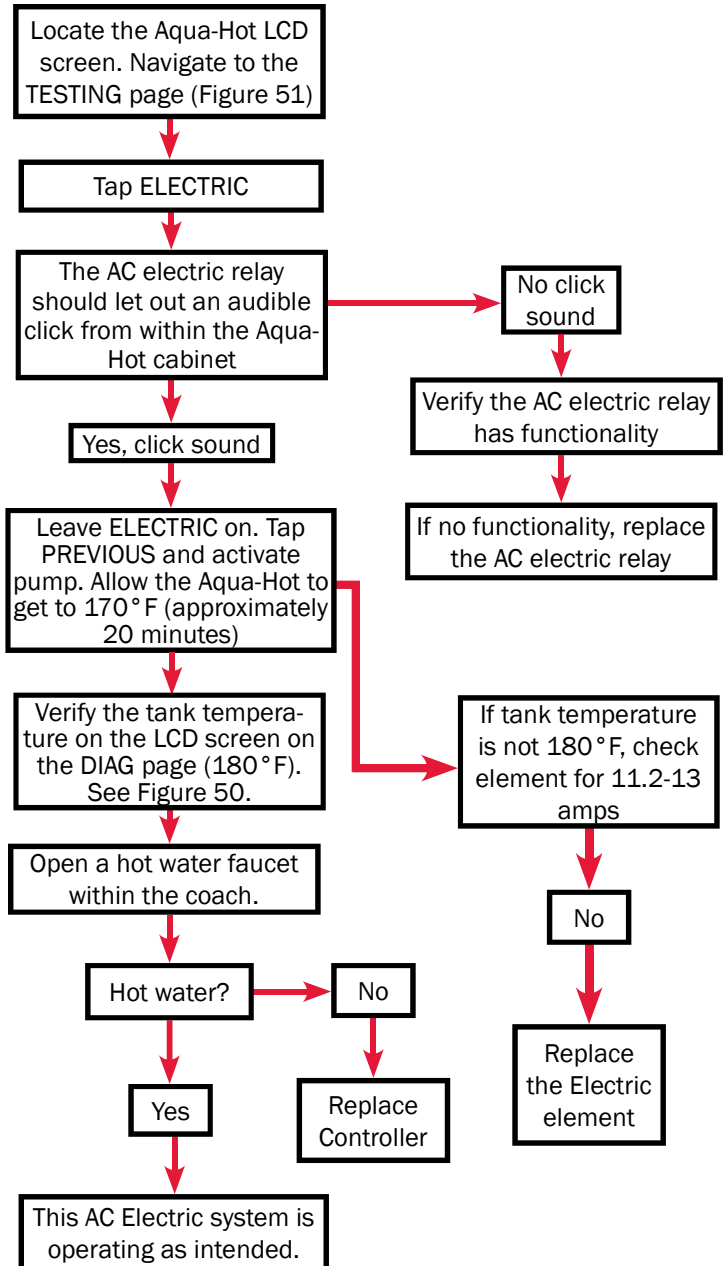 Locate the Aqua-Hot LCD
screen. Navigate to the
TESTING page (Figure 51)
Tap ELECTRIC
The AC electric relay
should let out an audible
click from within the Aqua-
Hot cabinet
No click
sound
Verify the AC electric relay
has functionality
If no functionality, replace
the AC electric relay
Yes, click sound
Leave ELECTRIC on. Tap
PREVIOUS and activate
pump. Allow the Aqua-Hot to
get to 170°F (approximately
20 minutes)
Verify the tank tempera-
ture on the LCD screen on
the DIAG page (180°F).
See Figure 50.
If tank temperature
is not 180°F, check
element for 11.2-13
amps
No
Replace
the Electric
element
Open a hot water faucet
within the coach.
Hot water?
No
Replace
Controller
Yes
This AC Electric system is
operating as intended.